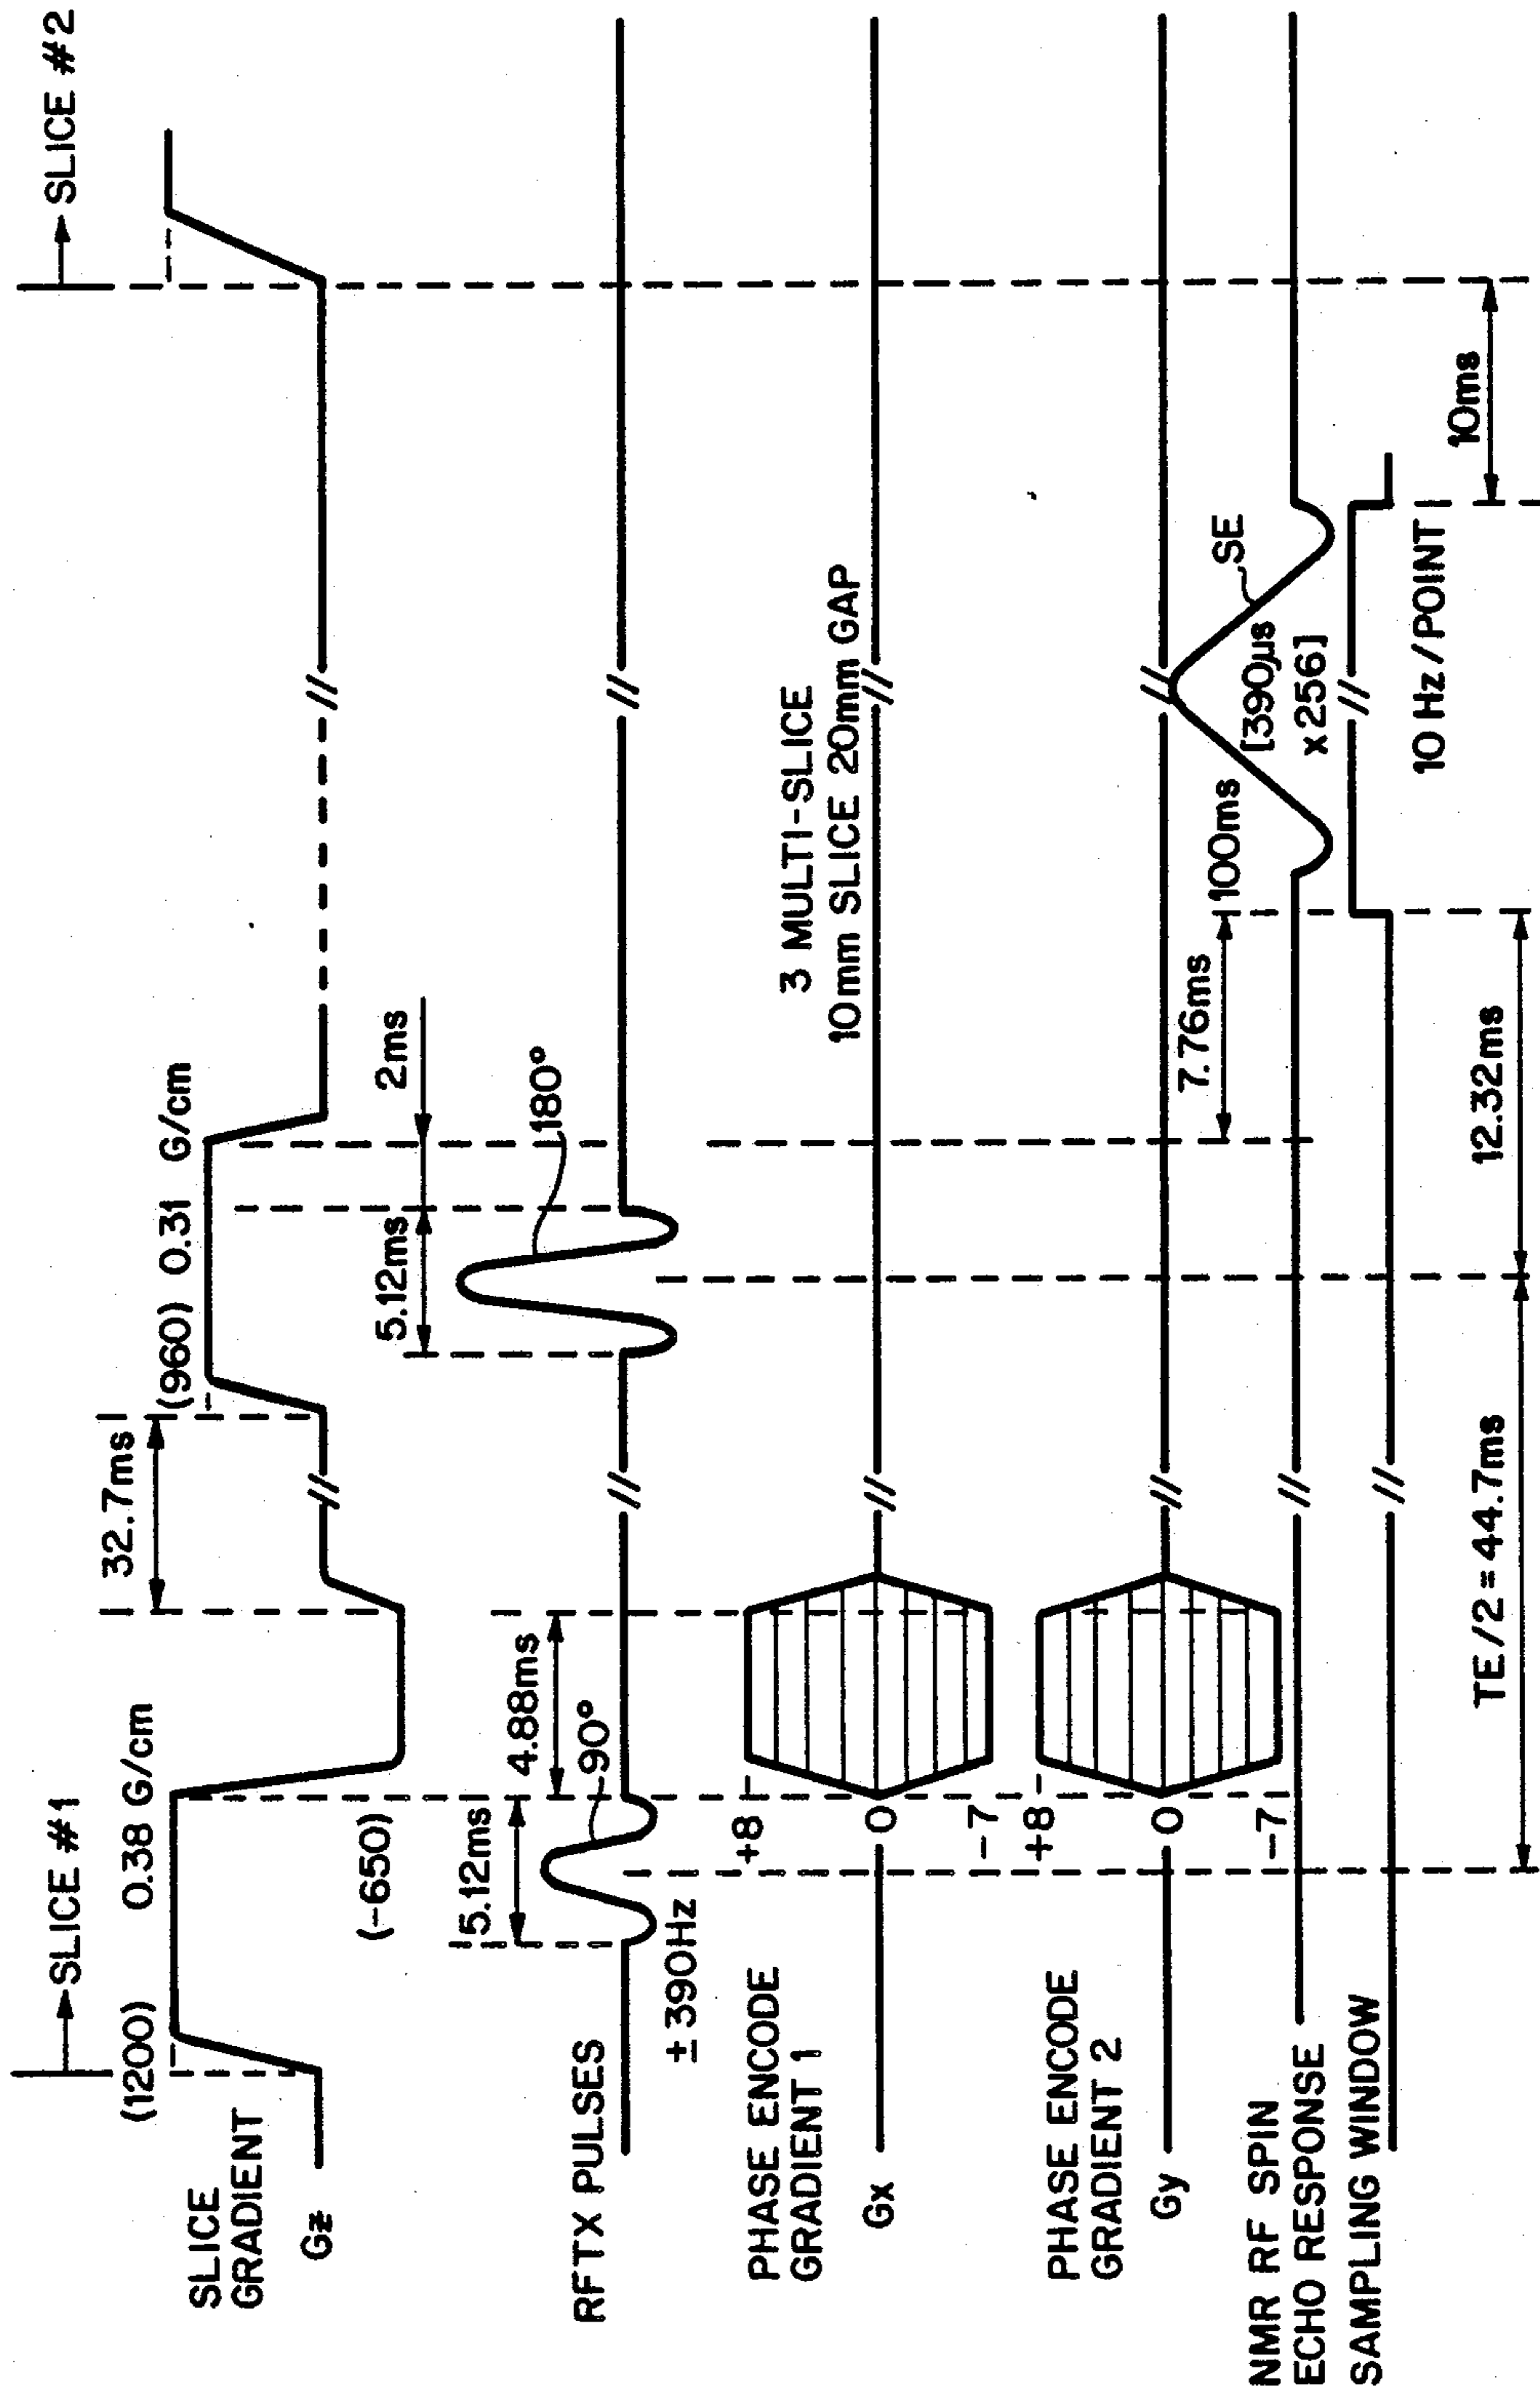 SLICE #1
SLICE #2
(1200)
0.38 G/cm
32.7ms
(960) 0.31 G/cm
SLICE
GRADIENT
Gz
(-650)
5.12ms
2ms
5.12ms
4.88ms
90°
180°
RFTX PULSES
±390Hz
PHASE ENCODE
GRADIENT 1
Gx
+8
0
-7
3 MULTI-SLICE
10mm SLICE 20mm GAP
PHASE ENCODE
GRADIENT 2
Gy
+8
0
-7
7.76ms
100ms
[390µs
x256]
SE
NMR RF SPIN
ECHO RESPONSE
SAMPLING WINDOW
10 Hz/POINT
TE/2=44.7ms
12.32ms
10ms